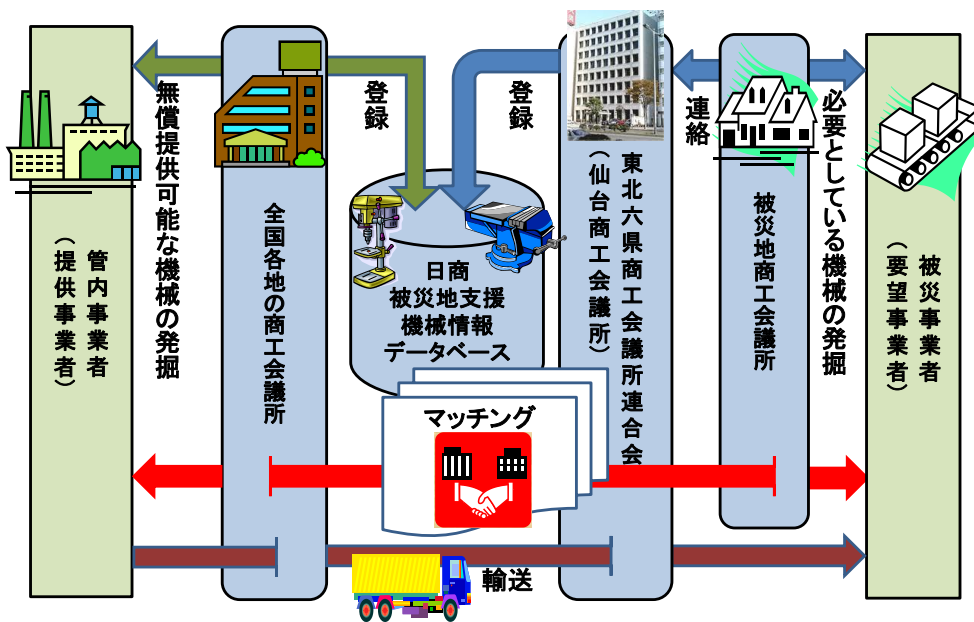 管内事業者
（提供事業者）
無償提供可能な機械の発掘
全国各地の商工会議所
登録
登録
日商
被災地支援
機械情報
データベース
マッチング
東北六県商工会議所連合会
（仙台商工会議所）
連絡
被災地商工会議所
必要としている機械の発掘
被災事業者
（要望事業者）
輸送